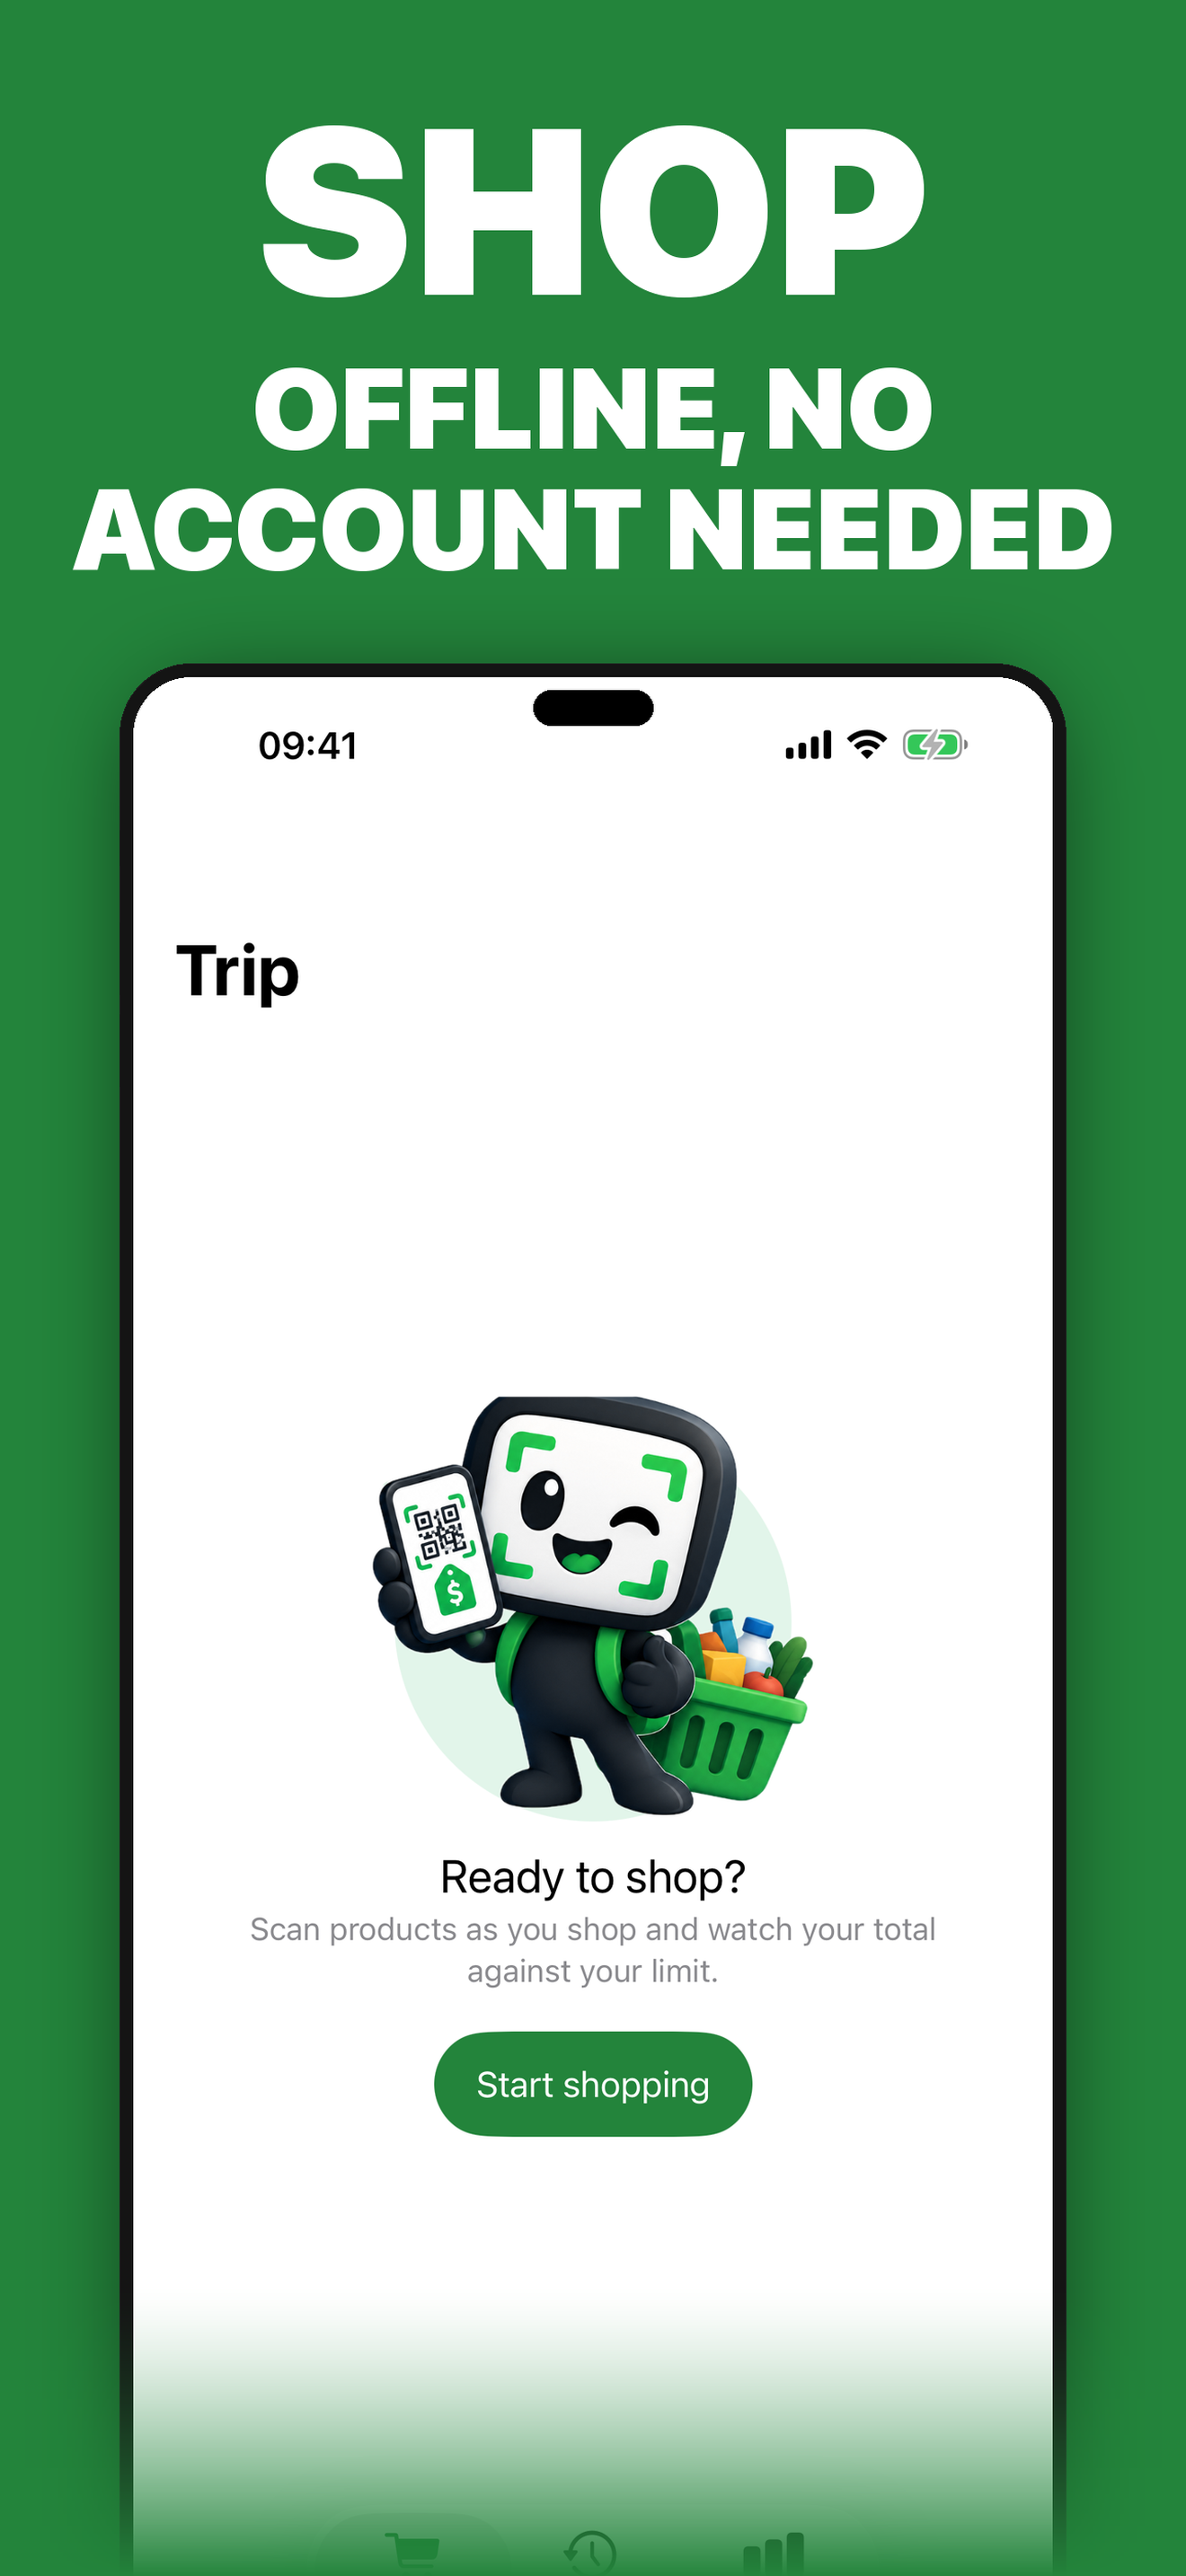 SHOP
OFFLINE, NO
ACCOUNT NEEDED
09:41
Trip
$
Ready to shop?
Scan products as you shop and watch your total
against your limit.
Start shopping